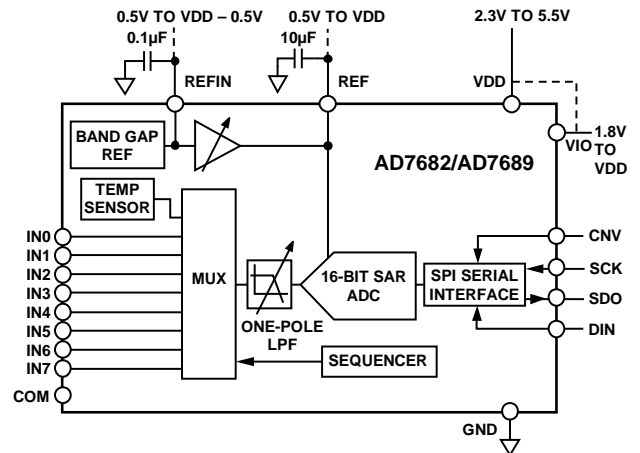 0.5V TO VDD – 0.5V
0.1µF
0.5V TO VDD
10µF
2.3V TO 5.5V
REFIN
REF
VDD
BAND GAP
REF
AD7682/AD7689
VIO
1.8V
TO
VDD
TEMP
SENSOR
IN0
IN1
IN2
IN3
IN4
IN5
IN6
IN7
COM
MUX
ONE-POLE
LPF
16-BIT SAR
ADC
SPI SERIAL
INTERFACE
CNV
SCK
SDO
DIN
SEQUENCER
GND